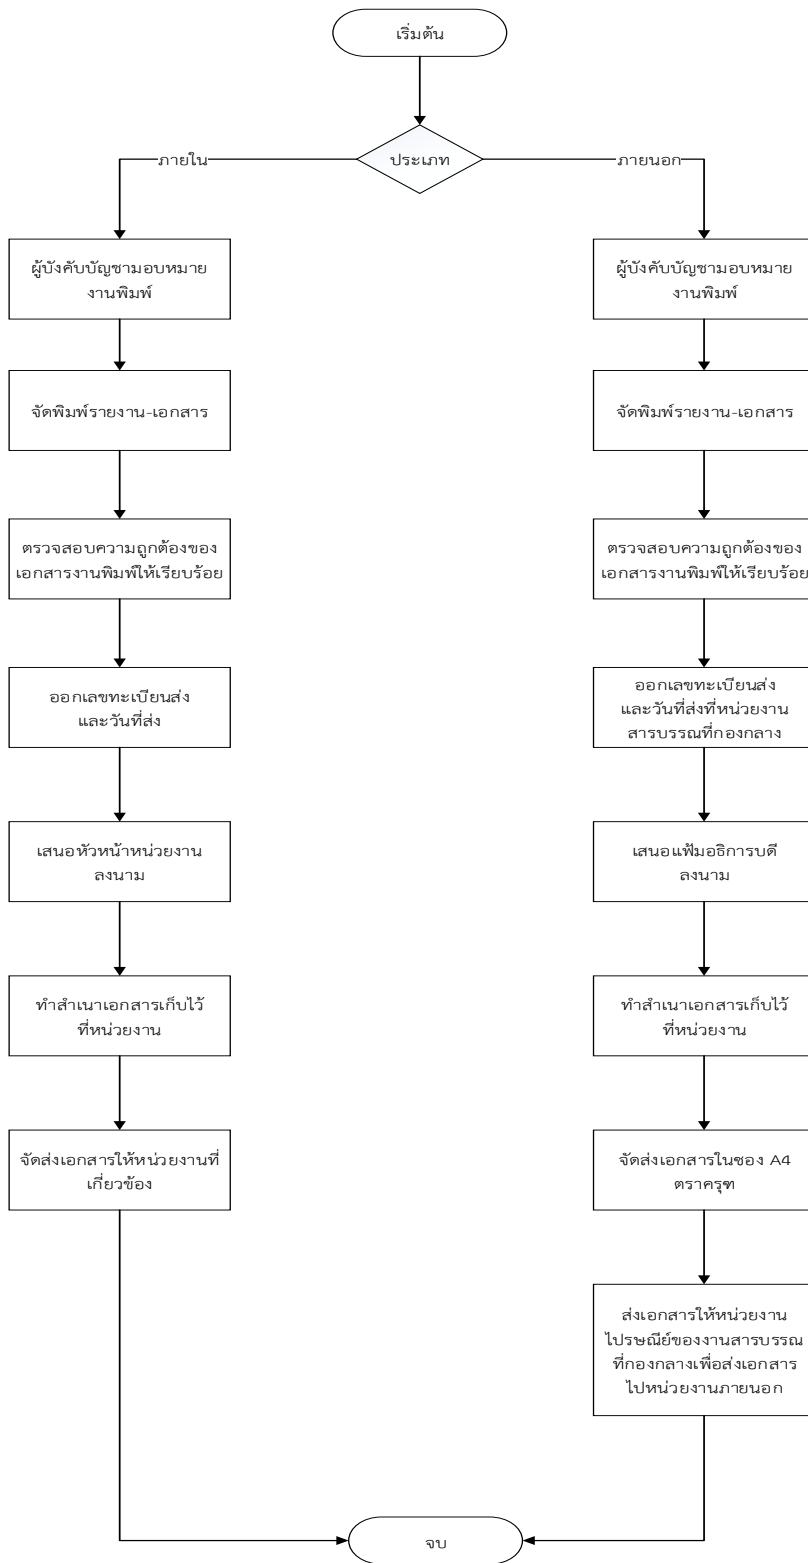 เริ่มต้น
ประเภท
ภายใน
ภายนอก
ผู้บังคับบัญชามอบหมาย
งานพิมพ์
จัดพิมพ์รายงาน-เอกสาร
ตรวจสอบความถูกต้องของ
เอกสารงานพิมพ์ให้เรียบร้อย
ออกเลขทะเบียนส่ง
และวันที่ส่ง
เสนอหัวหน้าหน่วยงาน
ลงนาม
ทำสำเนาเอกสารเก็บไว้
ที่หน่วยงาน
จัดส่งเอกสารให้หน่วยงานที่
เกี่ยวข้อง
ผู้บังคับบัญชามอบหมาย
งานพิมพ์
จัดพิมพ์รายงาน-เอกสาร
ตรวจสอบความถูกต้องของ
เอกสารงานพิมพ์ให้เรียบร้อย
ออกเลขทะเบียนส่ง
และวันที่ส่งที่หน่วยงาน
สารบรรณที่กองกลาง
เสนอแฟ้มอธิการบดี
ลงนาม
ทำสำเนาเอกสารเก็บไว้
ที่หน่วยงาน
จัดส่งเอกสารในซอง A4
ตราครุฑ
ส่งเอกสารให้หน่วยงาน
ไปรษณีย์ของงานสารบรรณ
ที่กองกลางเพื่อส่งเอกสาร
ไปหน่วยงานภายนอก
จบ